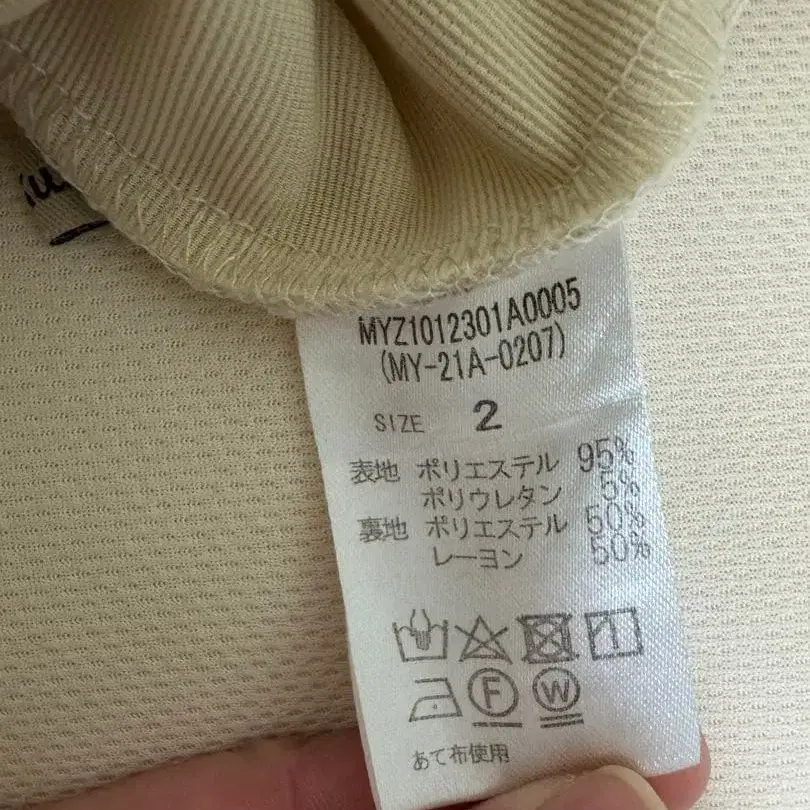 MYZ1012301A0005
(MY-21A-0207)
SIZE 2
表地 ポリエステル 95%
ポリウレタン 5%
裏地 ポリエステル 50%
レーヨン 50%
F W
あて布使用